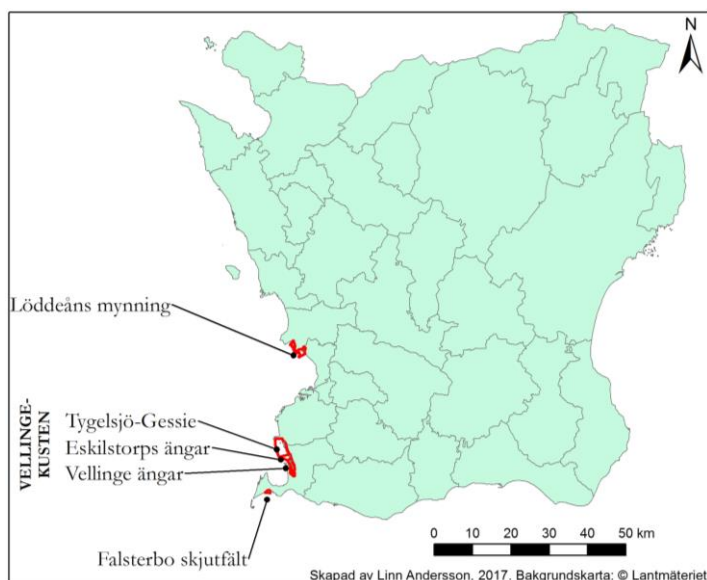 N
Löddeåns mynning
VELLINGE-
KUSTEN
Tygelsjö-Gessie
Eskilstorps ängar
Vellinge ängar
Falsterbo skjutfält
0 10 20 30 40 50 km
Skapad av Linn Andersson, 2017. Bakgrundskarta: © Lantmäteriet